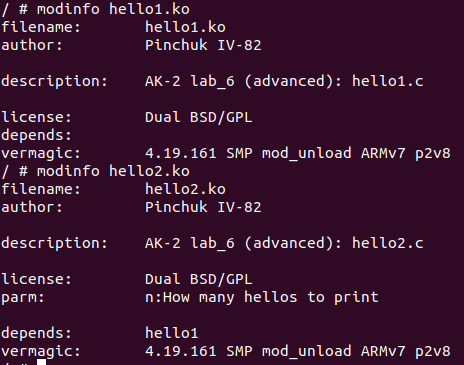 / # modinfo hello1.ko
filename:       hello1.ko
author:         Pinchuk IV-82

description:    AK-2 lab_6 (advanced): hello1.c

license:        Dual BSD/GPL
depends:
vermagic:       4.19.161 SMP mod_unload ARMv7 p2v8
/ # modinfo hello2.ko
filename:       hello2.ko
author:         Pinchuk IV-82

description:    AK-2 lab_6 (advanced): hello2.c

license:        Dual BSD/GPL
parm:           n:How many hellos to print

depends:        hello1
vermagic:       4.19.161 SMP mod_unload ARMv7 p2v8
/ #